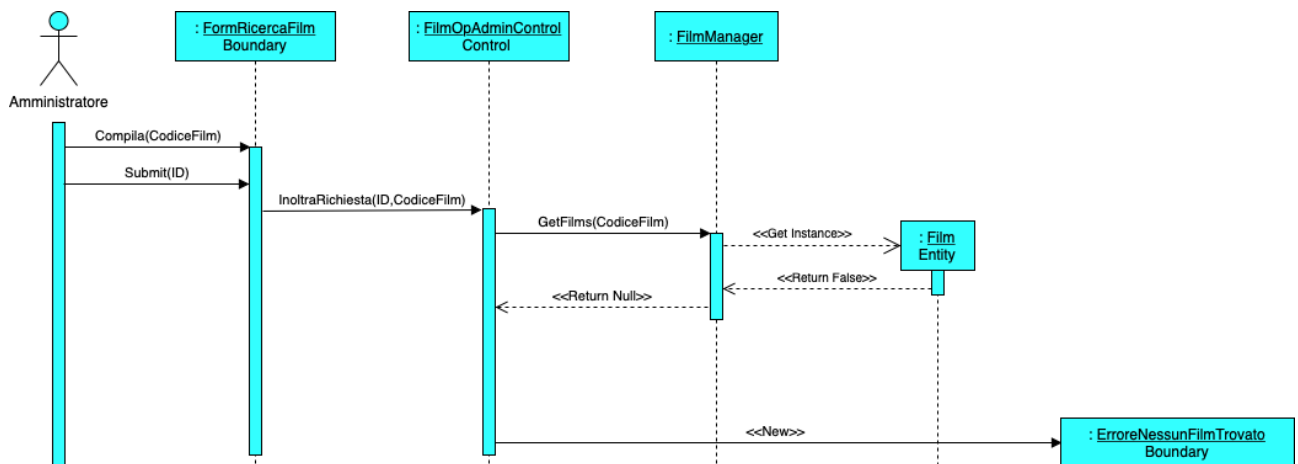 : FormRicercaFilm
Boundary
: FilmOpAdminControl
Control
: FilmManager
Amministratore
Compila(CodiceFilm)
Submit(ID)
InoltraRichiesta(ID,CodiceFilm)
GetFilms(CodiceFilm)
<<Get Instance>>
: Film
Entity
<<Return False>>
<<Return Null>>
<<New>>
: ErroreNessunFilmTrovato
Boundary